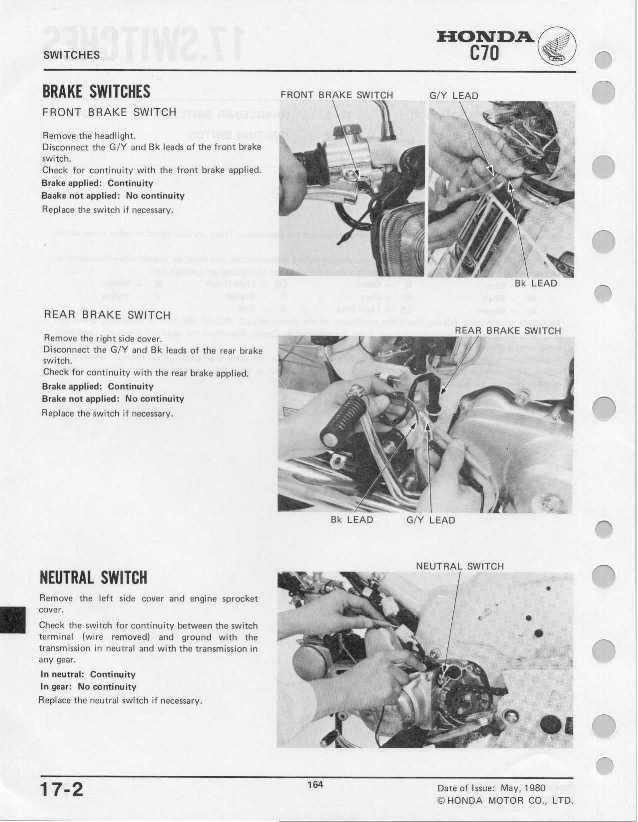 SWITCHES
HONDA
C70
BRAKE SWITCHES
FRONT BRAKE SWITCH
Remove the headlight.
Disconnect the G/Y and Bk leads of the front brake
switch.
Check for continuity with the front brake applied.
Brake applied: Continuity
Baake not applied: No continuity
Replace the switch if necessary.
FRONT BRAKE SWITCH
G/Y LEAD
Bk LEAD
REAR BRAKE SWITCH
Remove the right side cover.
Disconnect the G/Y and Bk leads of the rear brake
switch.
Check for continuity with the rear brake applied.
Brake applied: Continuity
Brake not applied: No continuity
Replace the switch if necessary.
REAR BRAKE SWITCH
Bk LEAD
G/Y LEAD
NEUTRAL SWITCH
Remove the left side cover and engine sprocket
cover.
Check the switch for continuity between the switch
terminal (wire removed) and ground with the
transmission in neutral and with the transmission in
any gear.
In neutral: Continuity
In gear: No continuity
Replace the neutral switch if necessary.
NEUTRAL SWITCH
17-2
164
Date of Issue: May, 1980
© HONDA MOTOR CO., LTD.